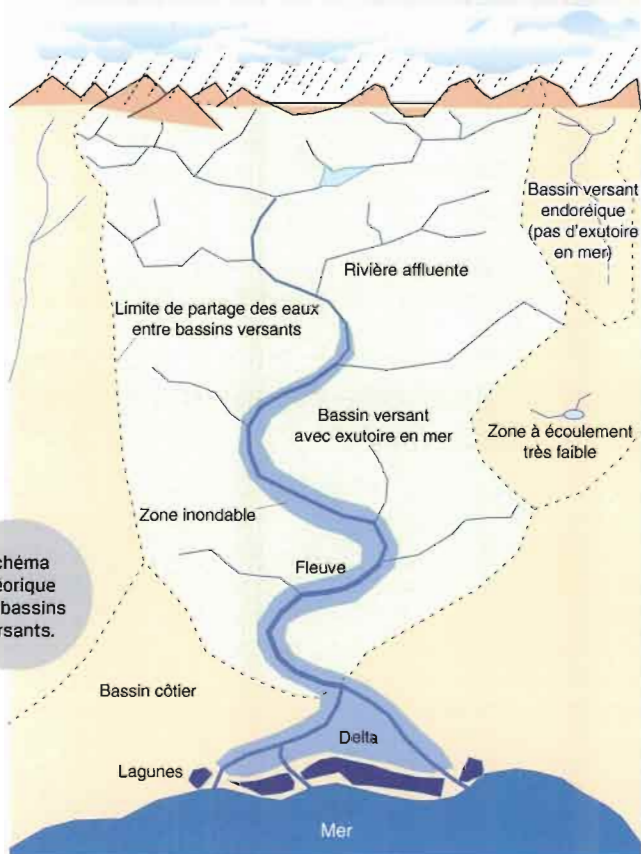 Bassin versant
endoréique
(pas d'exutoire
en mer)
Rivière affluente
Limite de partage des eaux
entre bassins versants
Bassin versant
avec exutoire en mer
Zone à écoulement
très faible
Zone inondable
Fleuve
chéma
éorique
bassins
rsants.
Bassin côtier
Delta
Lagunes
Mer